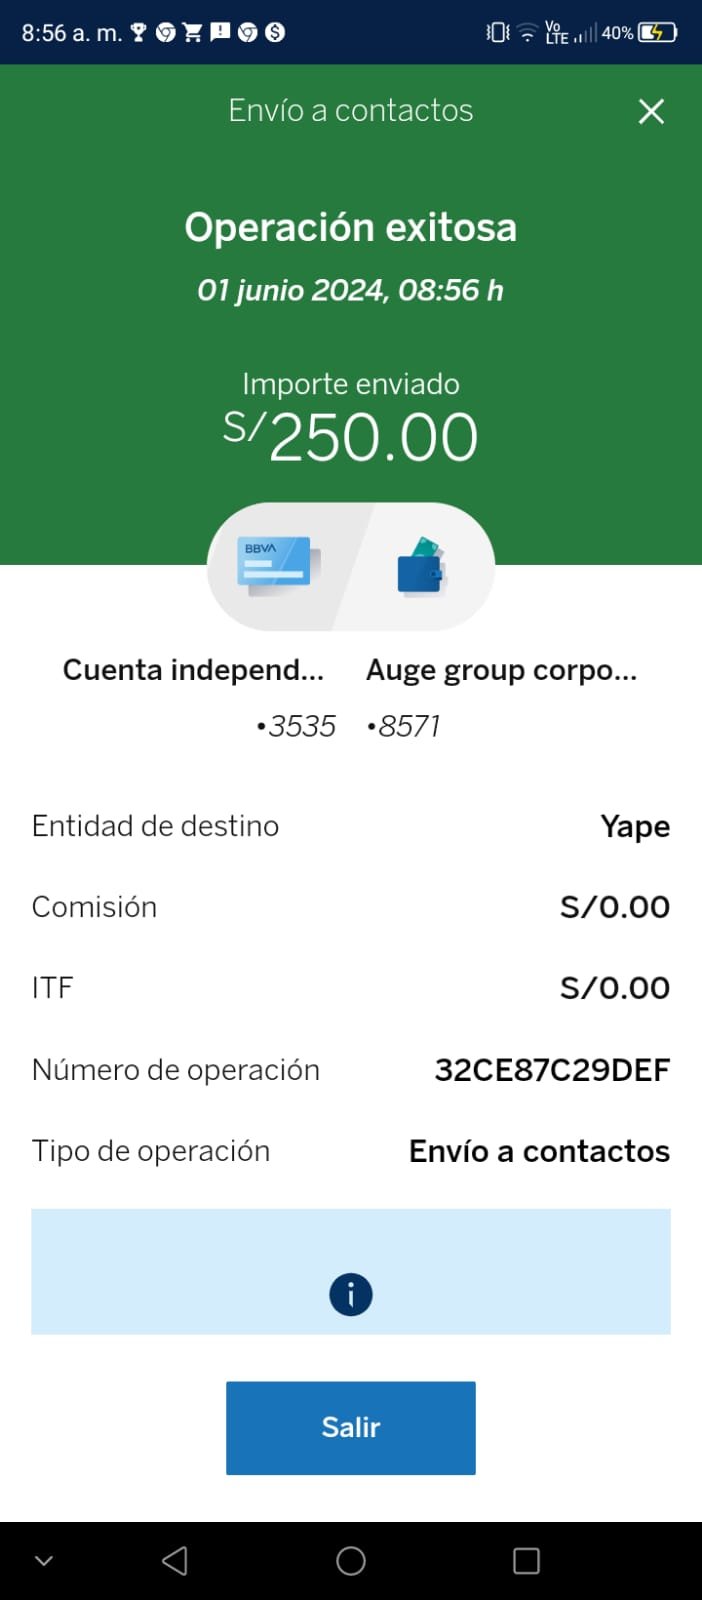 8:56 a. m. 40%
Vo
LTE
Envío a contactos
Operación exitosa
01 junio 2024, 08:56 h
Importe enviado
S/250.00
BBVA
Cuenta independ... Auge group corpo...
•3535 •8571
Entidad de destino Yape
Comisión S/0.00
ITF S/0.00
Número de operación 32CE87C29DEF
Tipo de operación Envío a contactos
Salir